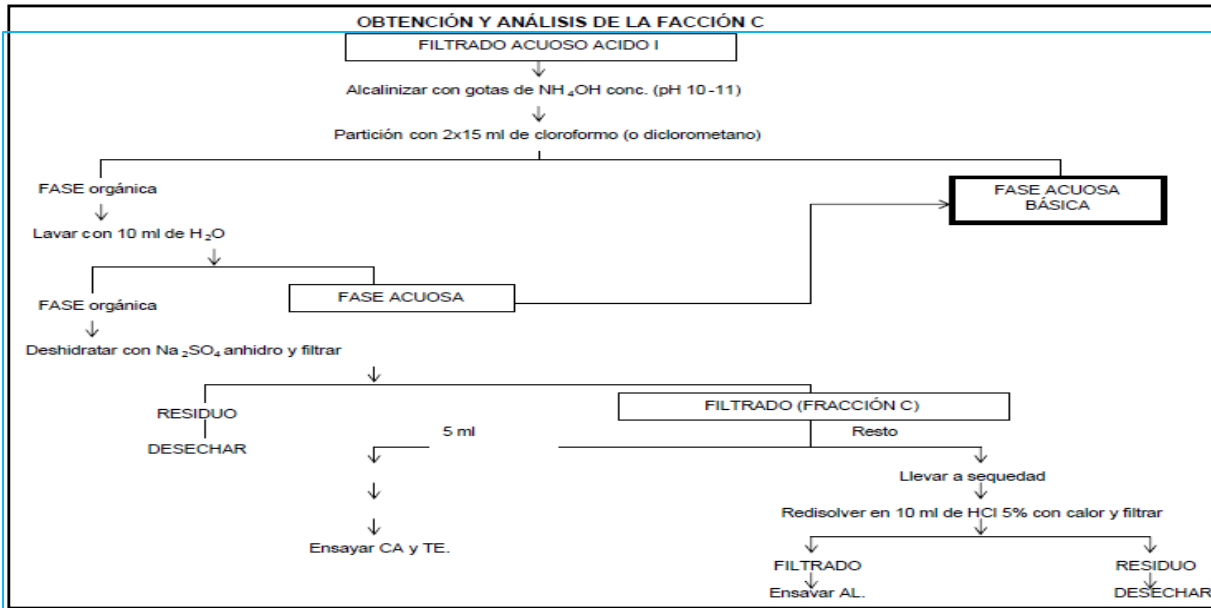 OBTENCIÓN Y ANÁLISIS DE LA FACCIÓN C
FILTRADO ACUOSO ACIDO I
Alcalinizar con gotas de NH4OH conc. (pH 10-11)
Partición con 2x15 ml de cloroformo (o diclorometano)
FASE orgánica
FASE ACUOSA
BÁSICA
Lavar con 10 ml de H2O
FASE orgánica
FASE ACUOSA
Deshidratar con Na2SO4 anhidro y filtrar
RESIDUO
DESECHAR
FILTRADO (FRACCIÓN C)
5 ml
Resto
Llevar a sequedad
Redisolver en 10 ml de HCl 5% con calor y filtrar
Ensayar CA y TE.
FILTRADO
RESIDUO
Ensayar AL.
DESECHAR